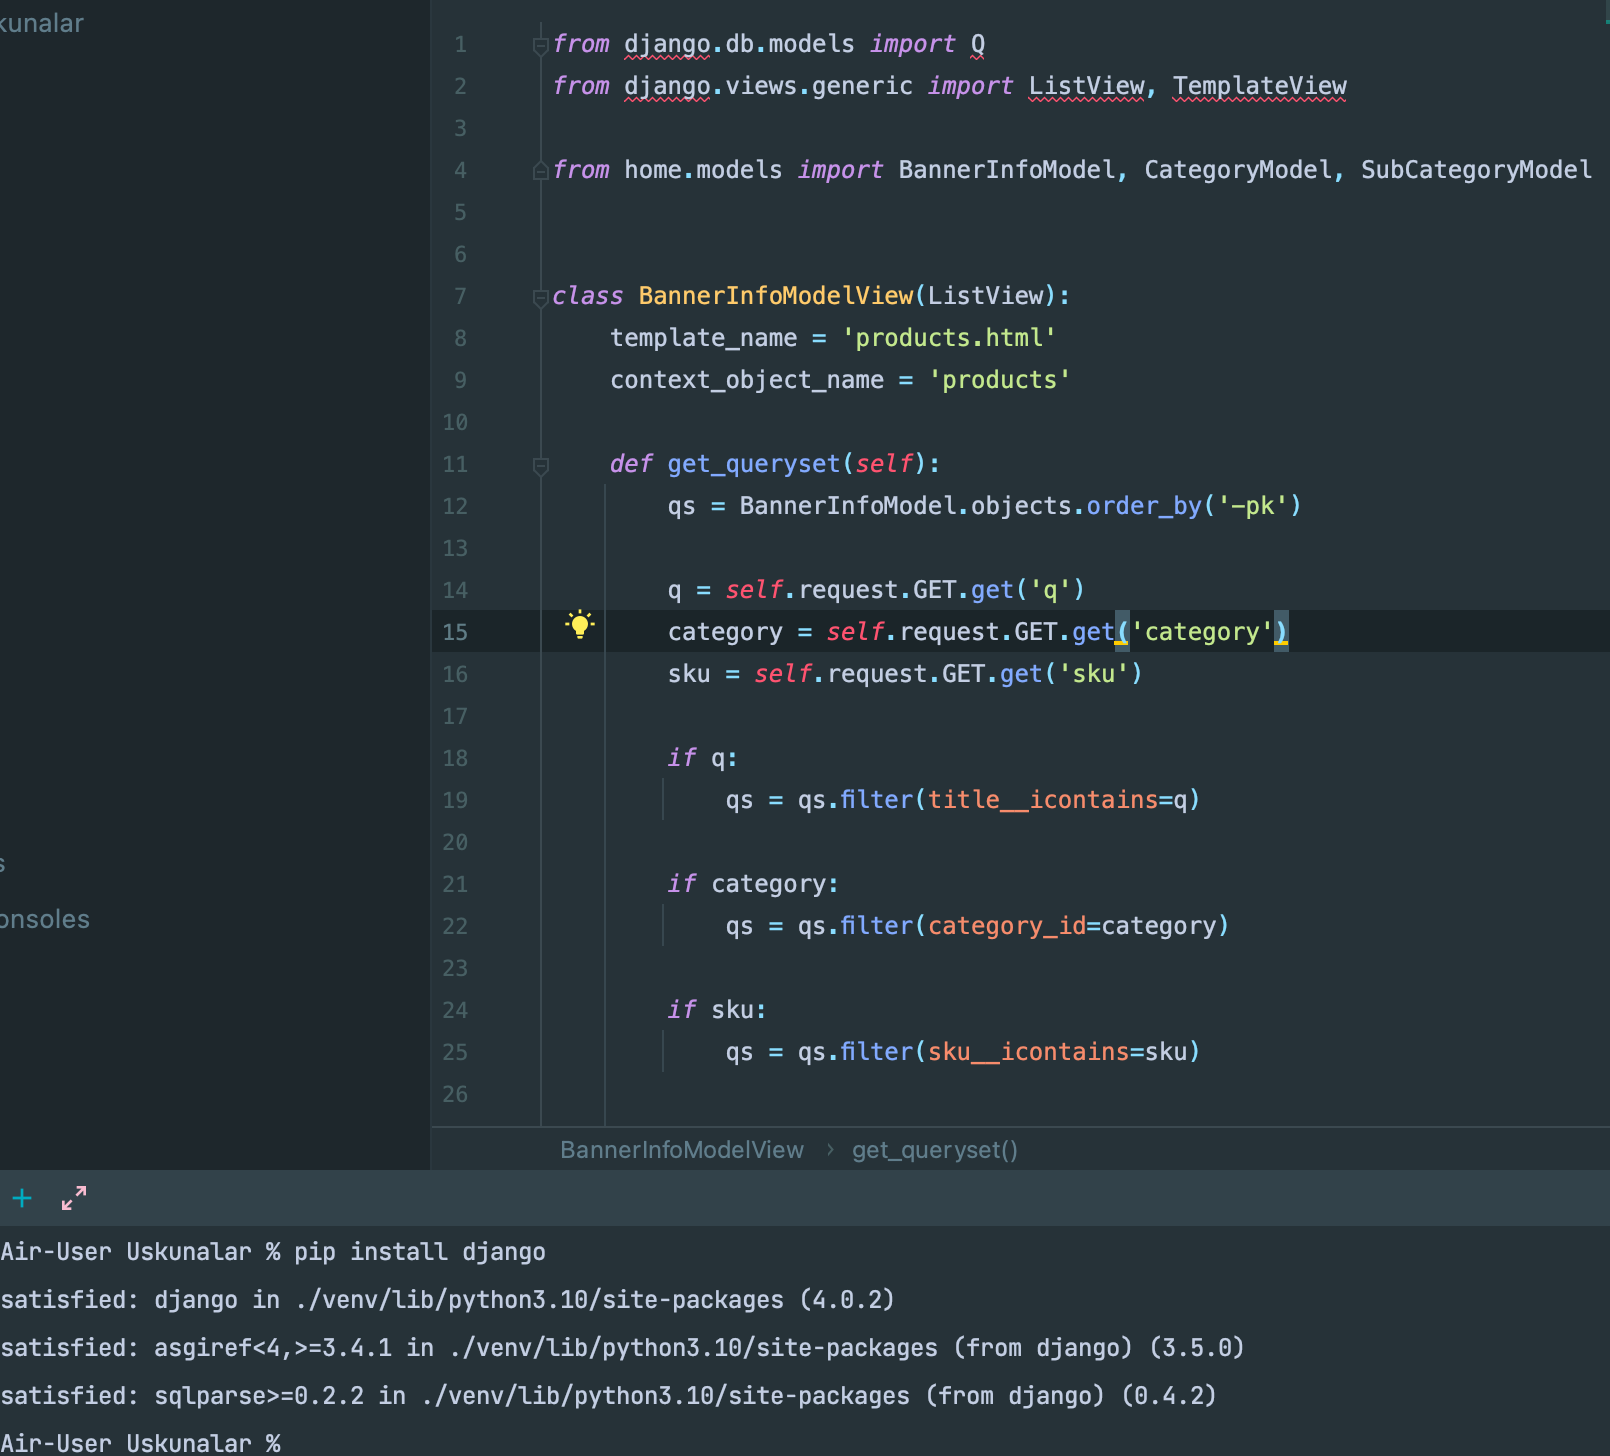 kunalar
1 from django.db.models import Q
2 from django.views.generic import ListView, TemplateView
3
4 from home.models import BannerInfoModel, CategoryModel, SubCategoryModel
5
6
7 class BannerInfoModelView(ListView):
8 template_name = 'products.html'
9 context_object_name = 'products'
10
11 def get_queryset(self):
12 qs = BannerInfoModel.objects.order_by('-pk')
13
14 q = self.request.GET.get('q')
15 category = self.request.GET.get('category')
16 sku = self.request.GET.get('sku')
17
18 if q:
19 qs = qs.filter(title__icontains=q)
20
s
21 if category:
onsoles
22 qs = qs.filter(category_id=category)
23
24 if sku:
25 qs = qs.filter(sku__icontains=sku)
26
BannerInfoModelView › get_queryset()
Air-User Uskunalar % pip install django
satisfied: django in ./venv/lib/python3.10/site-packages (4.0.2)
satisfied: asgiref<4,>=3.4.1 in ./venv/lib/python3.10/site-packages (from django) (3.5.0)
satisfied: sqlparse>=0.2.2 in ./venv/lib/python3.10/site-packages (from django) (0.4.2)
Air-User Uskunalar %